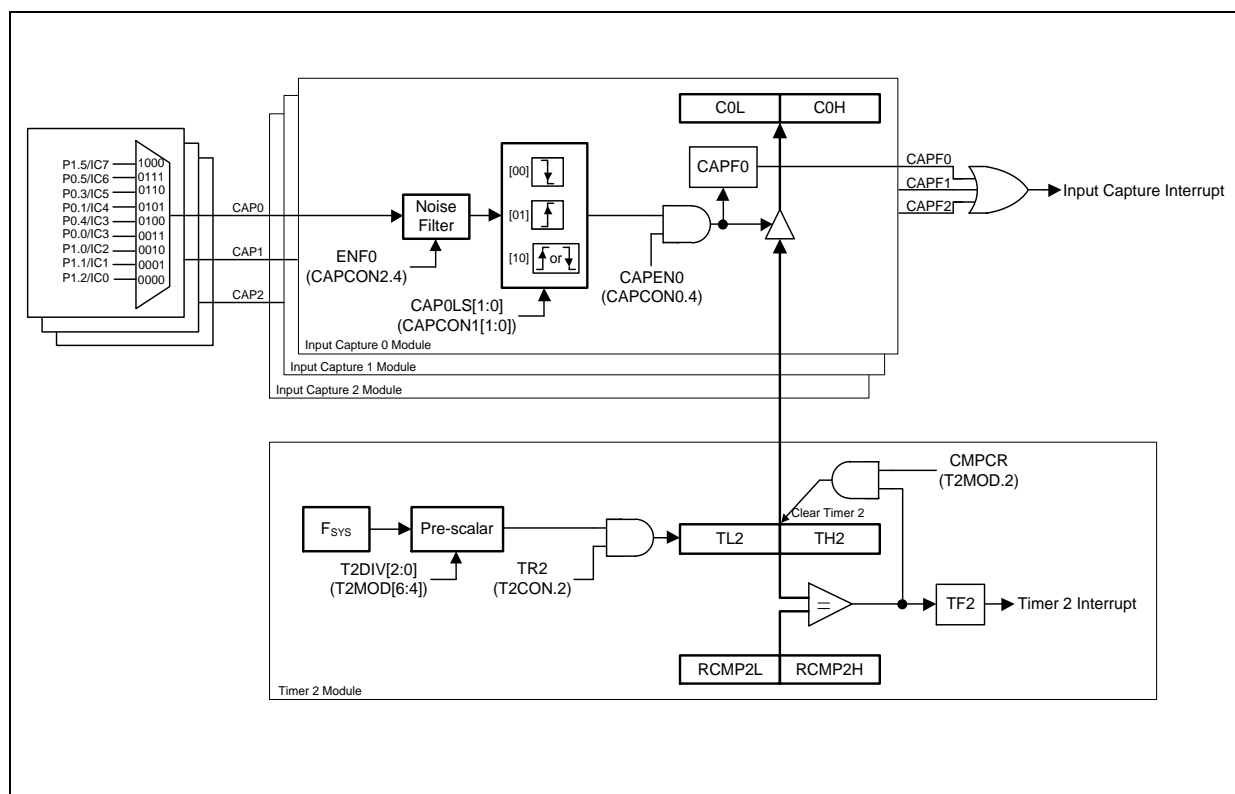 C0L
C0H
P1.5/IC7
1000
P0.5/IC6
0111
P0.3/IC5
0110
P0.1/IC4
0101
P0.4/IC3
0100
P0.0/IC3
0011
P1.0/IC2
0010
P1.1/IC1
0001
P1.2/IC0
0000
CAP0
CAP1
CAP2
Noise
Filter
ENF0
(CAPCON2.4)
[00]
[01]
[10]
or
CAP0LS[1:0]
(CAPCON1[1:0])
CAPEN0
(CAPCON0.4)
CAPF0
CAPF0
CAPF1
CAPF2
Input Capture Interrupt
Input Capture 0 Module
Input Capture 1 Module
Input Capture 2 Module
CMPCR
(T2MOD.2)
Clear Timer 2
FSYS
Pre-scalar
T2DIV[2:0]
(T2MOD[6:4])
TR2
(T2CON.2)
TL2
TH2
=
TF2
Timer 2 Interrupt
RCMP2L
RCMP2H
Timer 2 Module